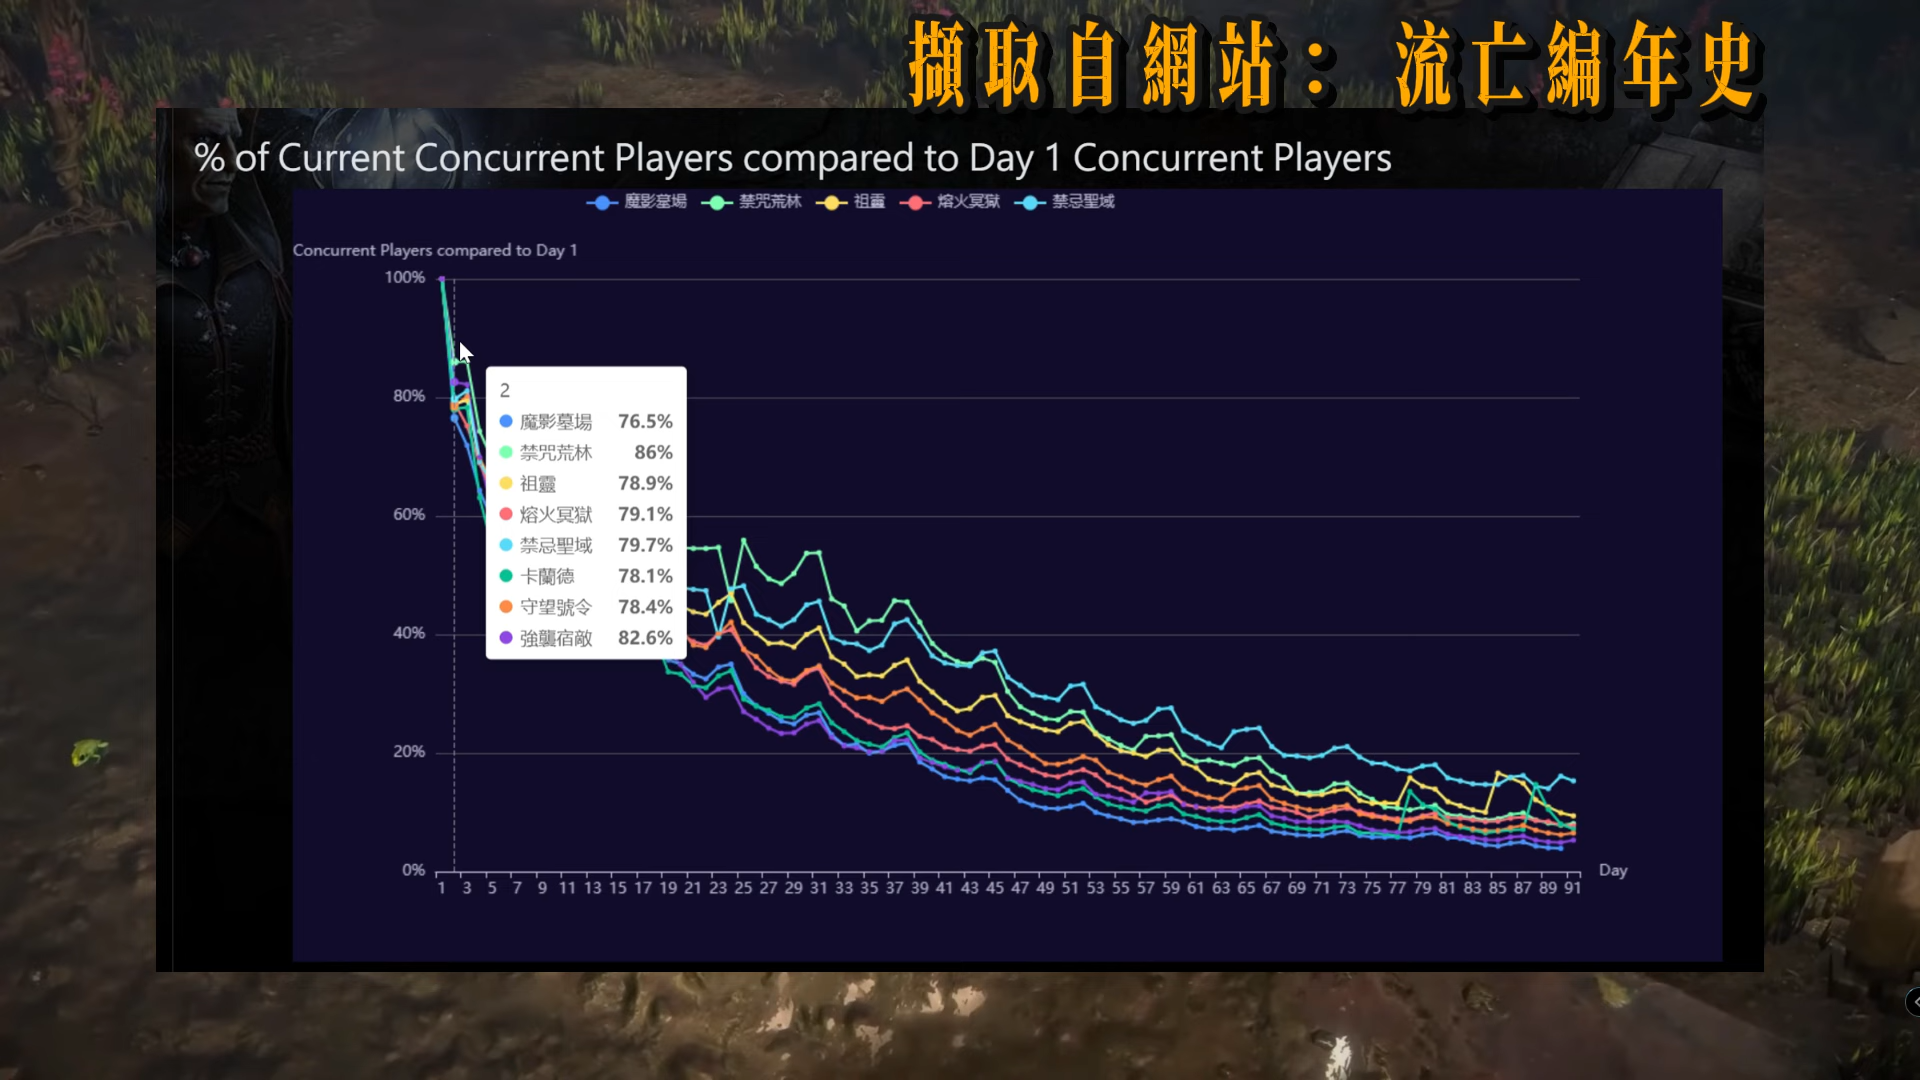 擷取自網站： 流亡編年史
% of Current Concurrent Players compared to Day 1 Concurrent Players
魔影墓場 禁咒荒林 祖靈 熔火冥獄 禁忌聖域
Concurrent Players compared to Day 1
100%
80%
60%
40%
20%
0%
2
魔影墓場 76.5%
禁咒荒林 86%
祖靈 78.9%
熔火冥獄 79.1%
禁忌聖域 79.7%
卡蘭德 78.1%
守望號令 78.4%
強襲宿敵 82.6%
Day
1 3 5 7 9 11 13 15 17 19 21 23 25 27 29 31 33 35 37 39 41 43 45 47 49 51 53 55 57 59 61 63 65 67 69 71 73 75 77 79 81 83 85 87 89 91